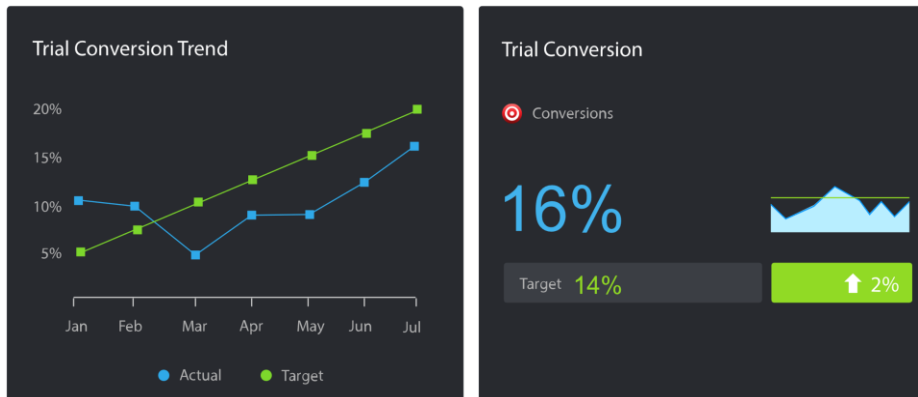 Trial Conversion Trend
20%
15%
10%
5%
Jan Feb Mar Apr May Jun Jul
Actual Target
Trial Conversion
Conversions
16%
Target 14%
2%